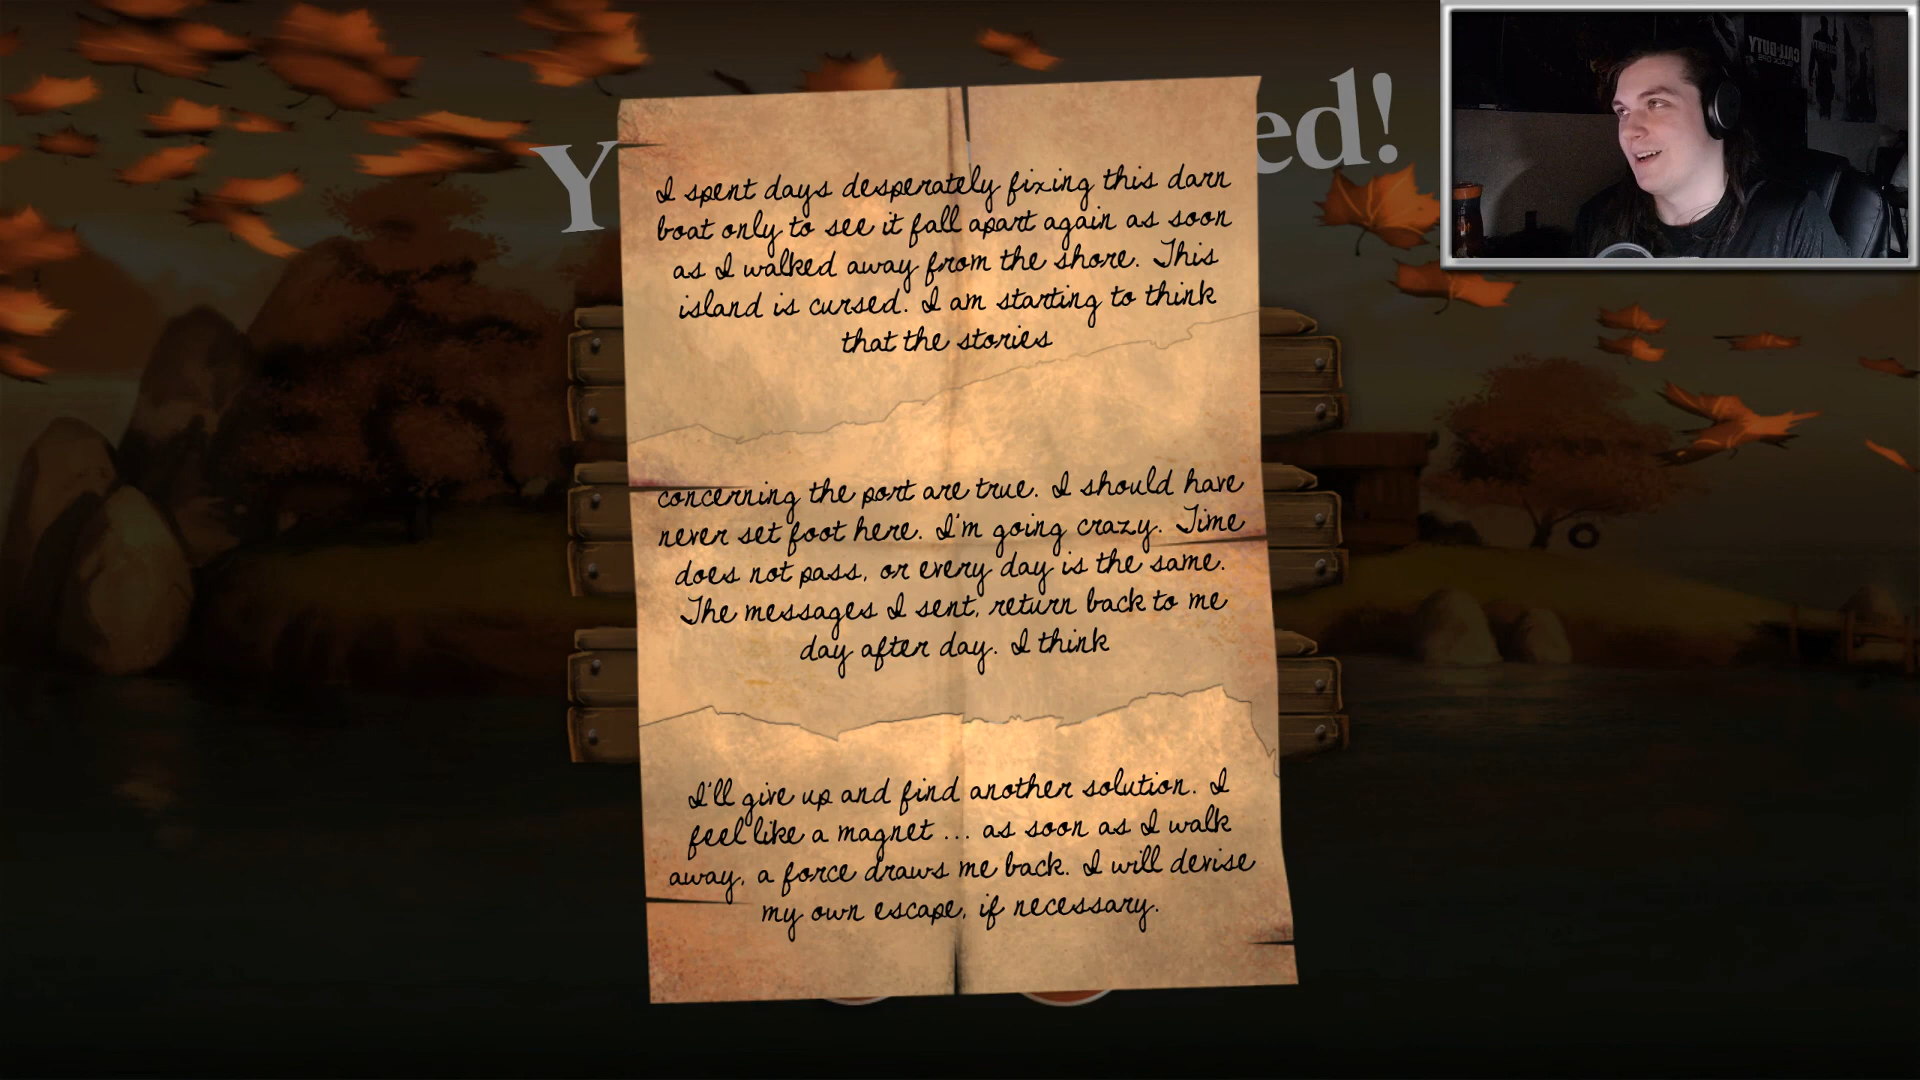 Y
ed!
I spent days desperately fixing this darn
boat only to see it fall apart again as soon
as I walked away from the shore. This
island is cursed. I am starting to think
that the stories
concerning the port are true. I should have
never set foot here. I'm going crazy. Time
does not pass, or every day is the same.
The messages I sent, return back to me
day after day. I think
I'll give up and find another solution. I
feel like a magnet ... as soon as I walk
away, a force draws me back. I will devise
my own escape, if necessary.
CALL·DUTY
BLACK OPS